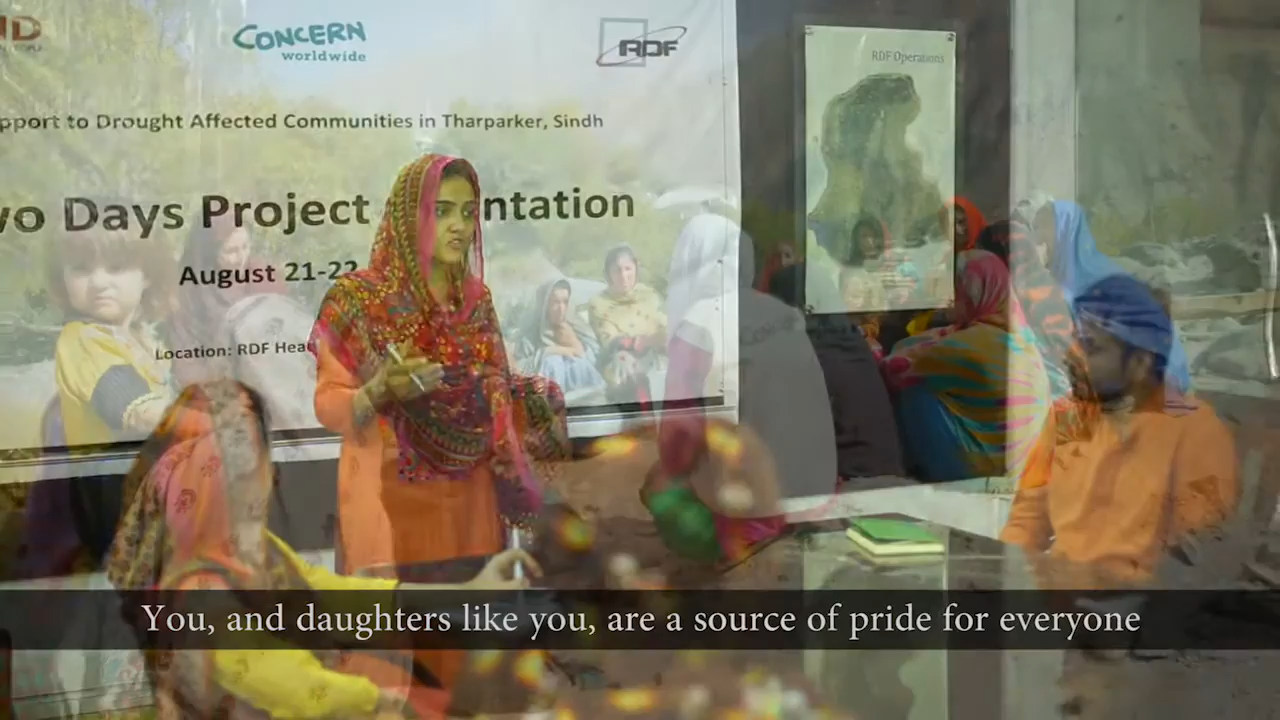 CONCERN
worldwide
RDF
RDF Operations
pport to Drought Affected Communities in Tharparker, Sindh
wo Days Project ntation
August 21-22
Location: RDF Hea
You, and daughters like you, are a source of pride for everyone